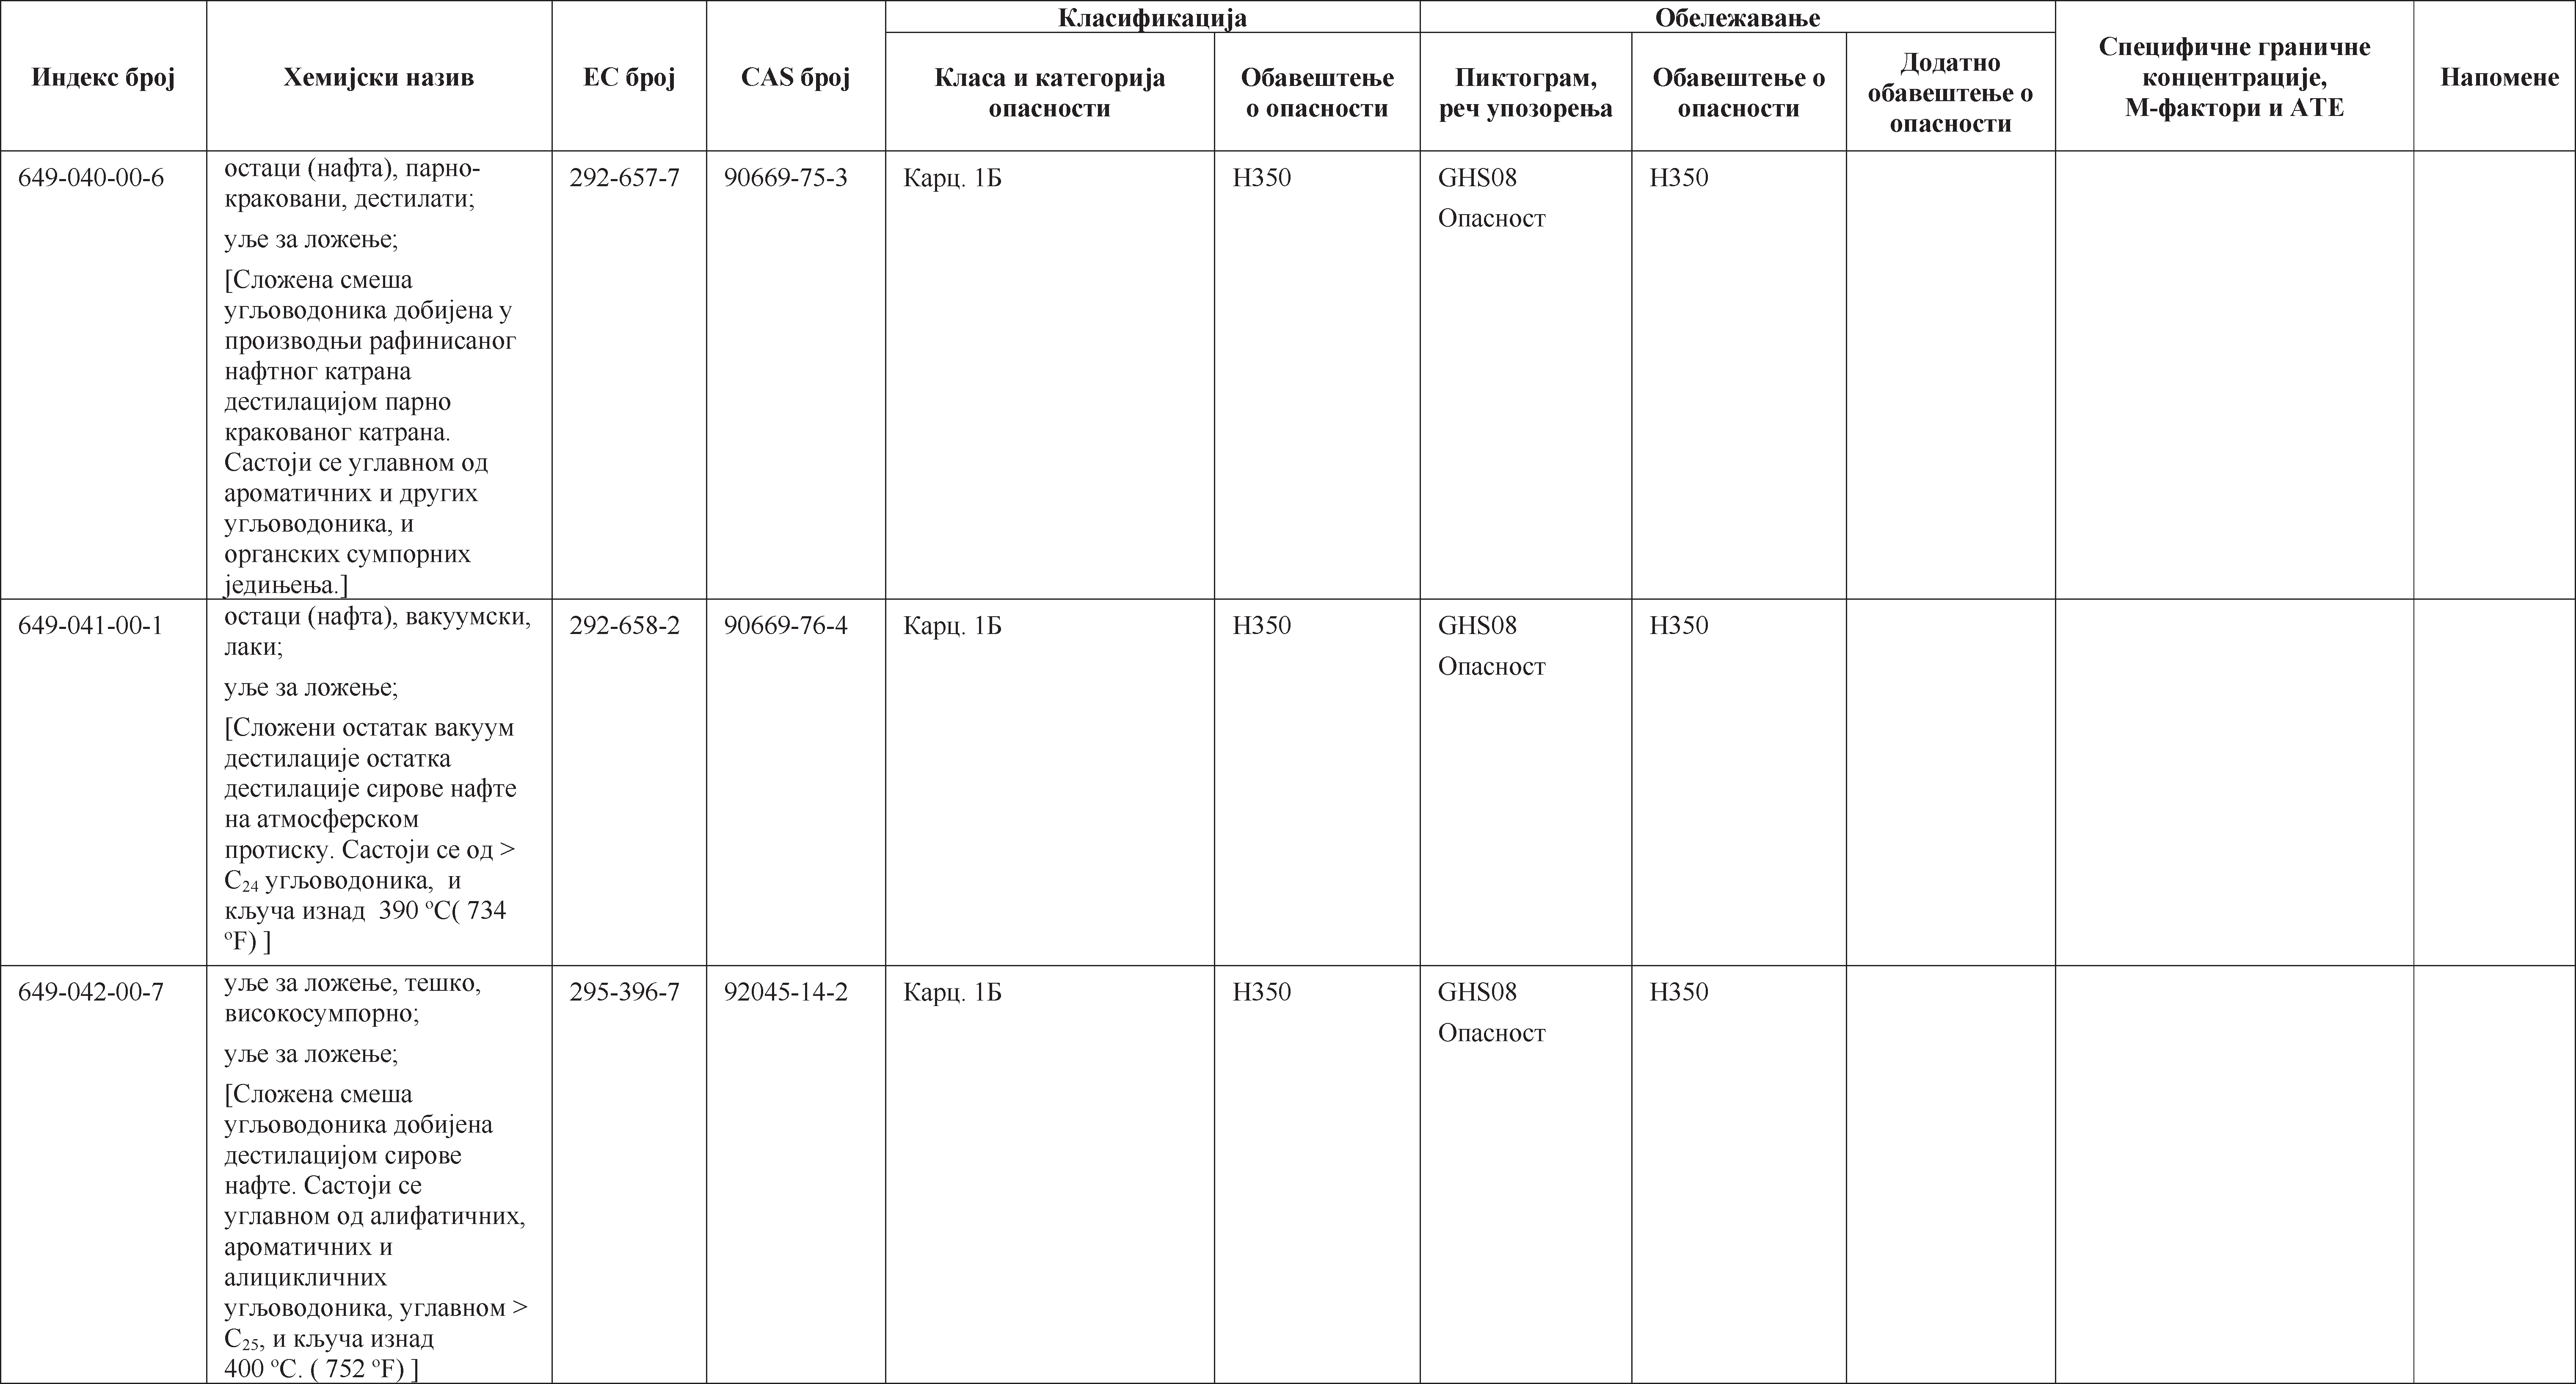 Индекс број
Хемијски назив
ЕС број
CAS број
Класификација
Класа и категорија
опасности
Обавештење
о опасности
Обележавање
Пиктограм,
реч упозорења
Обавештење о
опасности
Додатно
обавештење о
опасности
Специфичне граничне
концентрације,
М-фактори и АТЕ
Напомене
649-040-00-6
остаци (нафта), парно-
краковани, дестилати;
уље за ложење;
[Сложена смеша
угљоводоника добијена у
производњи рафинисаног
нафтног катрана
дестилацијом парно
кракованог катрана.
Састоји се углавном од
ароматичних и других
угљоводоника, и
органских сумпорних
једињења.]
292-657-7
90669-75-3
Карц. 1Б
H350
GHS08
Опасност
H350
649-041-00-1
остаци (нафта), вакуумски,
лаки;
уље за ложење;
[Сложени остатак вакуум
дестилације остатка
дестилације сирове нафте
на атмосферском
протиску. Састоји се од >
C24 угљоводоника,  и
кључа изнад  390 ºC( 734
ºF) ]
292-658-2
90669-76-4
Карц. 1Б
H350
GHS08
Опасност
H350
649-042-00-7
уље за ложење, тешко,
високосумпорно;
уље за ложење;
[Сложена смеша
угљоводоника добијена
дестилацијом сирове
нафте. Састоји се
углавном од алифатичних,
ароматичних и
алицикличних
угљоводоника, углавном >
C25, и кључа изнад
400 ºC. ( 752 ºF) ]
295-396-7
92045-14-2
Карц. 1Б
H350
GHS08
Опасност
H350